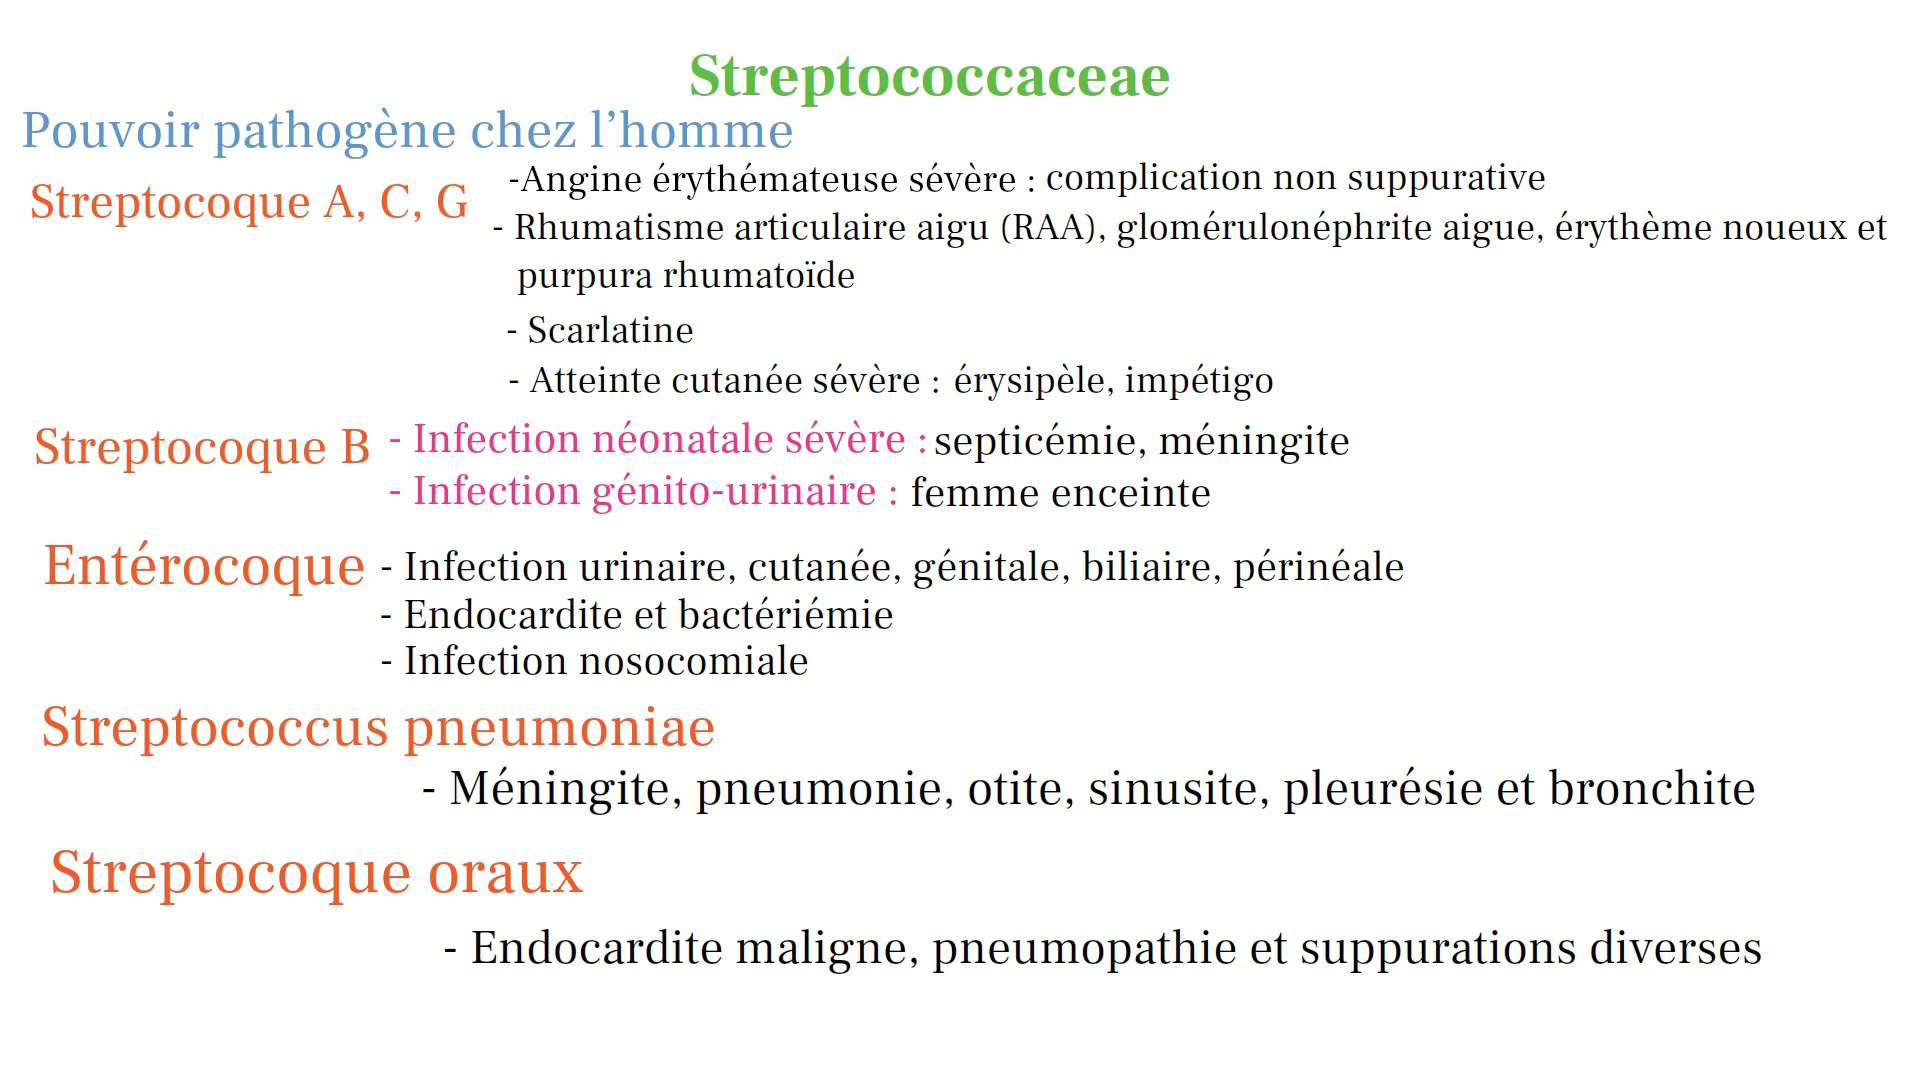 Streptococcaceae
Pouvoir pathogène chez l’homme
Streptocoque A, C, G
-Angine érythémateuse sévère : complication non suppurative
- Rhumatisme articulaire aigu (RAA), glomérulonéphrite aigue, érythème noueux et
purpura rhumatoïde
- Scarlatine
- Atteinte cutanée sévère : érysipèle, impétigo
Streptocoque B
- Infection néonatale sévère : septicémie, méningite
- Infection génito-urinaire : femme enceinte
Entérocoque
- Infection urinaire, cutanée, génitale, biliaire, périnéale
- Endocardite et bactériémie
- Infection nosocomiale
Streptococcus pneumoniae
- Méningite, pneumonie, otite, sinusite, pleurésie et bronchite
Streptocoque oraux
- Endocardite maligne, pneumopathie et suppurations diverses